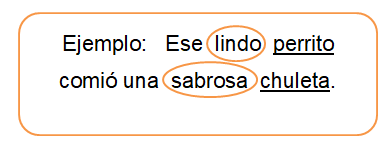 Ejemplo: Ese lindo perrito
comió una sabrosa chuleta.